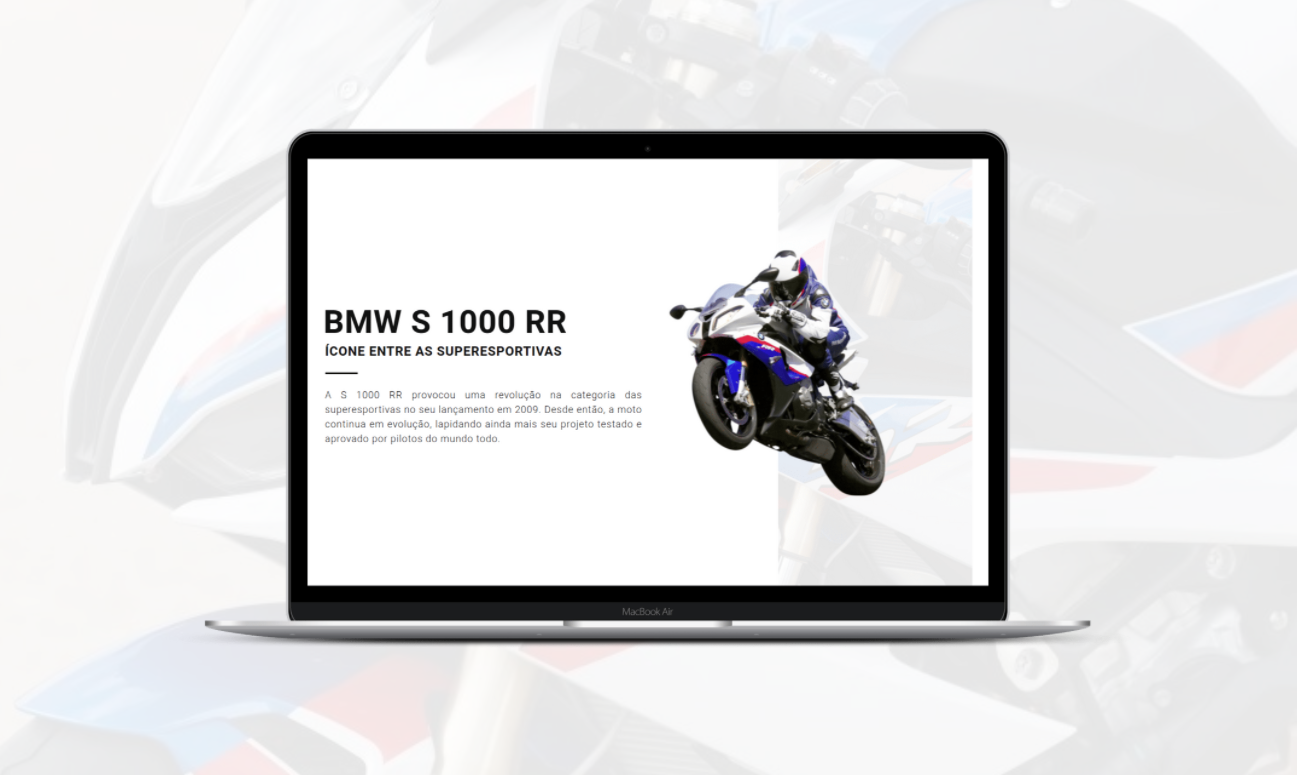 BMW S 1000 RR
ÍCONE ENTRE AS SUPERESPORTIVAS
A S 1000 RR provocou uma revolução na categoria das
superesportivas no seu lançamento em 2009. Desde então, a moto
continua em evolução, lapidando ainda mais seu projeto testado e
aprovado por pilotos do mundo todo.
MacBook Air